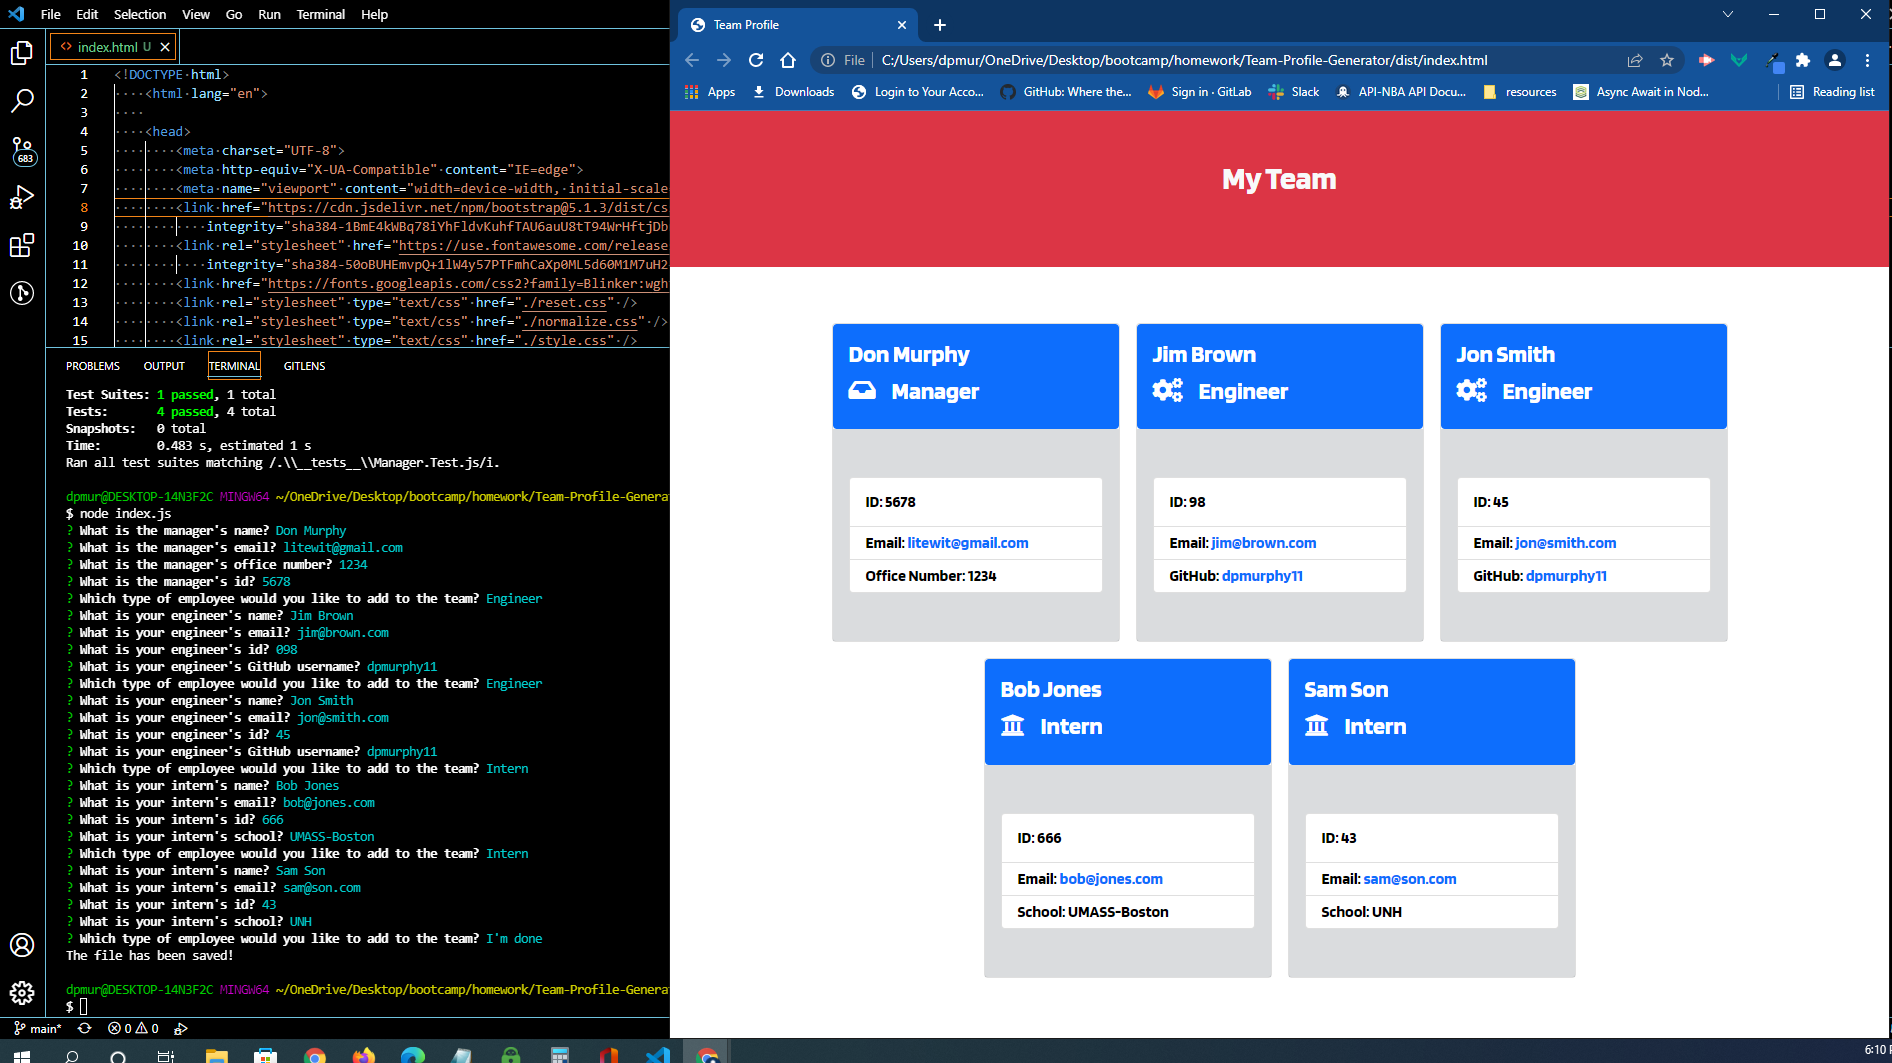 File Edit Selection View Go Run Terminal Help
index.html U
1 <!DOCTYPE html>
2 <html lang="en">
3
4 <head>
5 <meta charset="UTF-8">
6 <meta http-equiv="X-UA-Compatible" content="IE=edge">
7 <meta name="viewport" content="width=device-width, initial-scale
8 <link href="https://cdn.jsdelivr.net/npm/bootstrap@5.1.3/dist/cs
9 integrity="sha384-1BmE4kWBq78iYhFldvKuhfTAU6auU8tT94WrHftjDb
10 <link rel="stylesheet" href="https://use.fontawesome.com/release
11 integrity="sha384-50oBUHEmvpQ+1lW4y57PTFmhCaXp0ML5d60M1M7uH2
12 <link href="https://fonts.googleapis.com/css2?family=Blinker:wgh
13 <link rel="stylesheet" type="text/css" href="./reset.css" />
14 <link rel="stylesheet" type="text/css" href="./normalize.css" />
15 <link rel="stylesheet" type="text/css" href="./style.css" />
683
PROBLEMS OUTPUT TERMINAL GITLENS
Test Suites: 1 passed, 1 total
Tests: 4 passed, 4 total
Snapshots: 0 total
Time: 0.483 s, estimated 1 s
Ran all test suites matching /.\\__tests__\\Manager.Test.js/i.
dpmur@DESKTOP-14N3F2C MINGW64 ~/OneDrive/Desktop/bootcamp/homework/Team-Profile-Genera
$ node index.js
? What is the manager's name? Don Murphy
? What is the manager's email? litewit@gmail.com
? What is the manager's office number? 1234
? What is the manager's id? 5678
? Which type of employee would you like to add to the team? Engineer
? What is your engineer's name? Jim Brown
? What is your engineer's email? jim@brown.com
? What is your engineer's id? 098
? What is your engineer's GitHub username? dpmurphy11
? Which type of employee would you like to add to the team? Engineer
? What is your engineer's name? Jon Smith
? What is your engineer's email? jon@smith.com
? What is your engineer's id? 45
? What is your engineer's GitHub username? dpmurphy11
? Which type of employee would you like to add to the team? Intern
? What is your intern's name? Bob Jones
? What is your intern's email? bob@jones.com
? What is your intern's id? 666
? What is your intern's school? UMASS-Boston
? Which type of employee would you like to add to the team? Intern
? What is your intern's name? Sam Son
? What is your intern's email? sam@son.com
? What is your intern's id? 43
? What is your intern's school? UNH
? Which type of employee would you like to add to the team? I'm done
The file has been saved!
dpmur@DESKTOP-14N3F2C MINGW64 ~/OneDrive/Desktop/bootcamp/homework/Team-Profile-Genera
$
main* 0 0
Team Profile
File C:/Users/dpmur/OneDrive/Desktop/bootcamp/homework/Team-Profile-Generator/dist/index.html
Apps Downloads Login to Your Acco... GitHub: Where the... Sign in · GitLab Slack API-NBA API Docu... resources Async Await in Nod... Reading list
My Team
Don Murphy
Manager
ID: 5678
Email: litewit@gmail.com
Office Number: 1234
Jim Brown
Engineer
ID: 98
Email: jim@brown.com
GitHub: dpmurphy11
Jon Smith
Engineer
ID: 45
Email: jon@smith.com
GitHub: dpmurphy11
Bob Jones
Intern
ID: 666
Email: bob@jones.com
School: UMASS-Boston
Sam Son
Intern
ID: 43
Email: sam@son.com
School: UNH
6:10